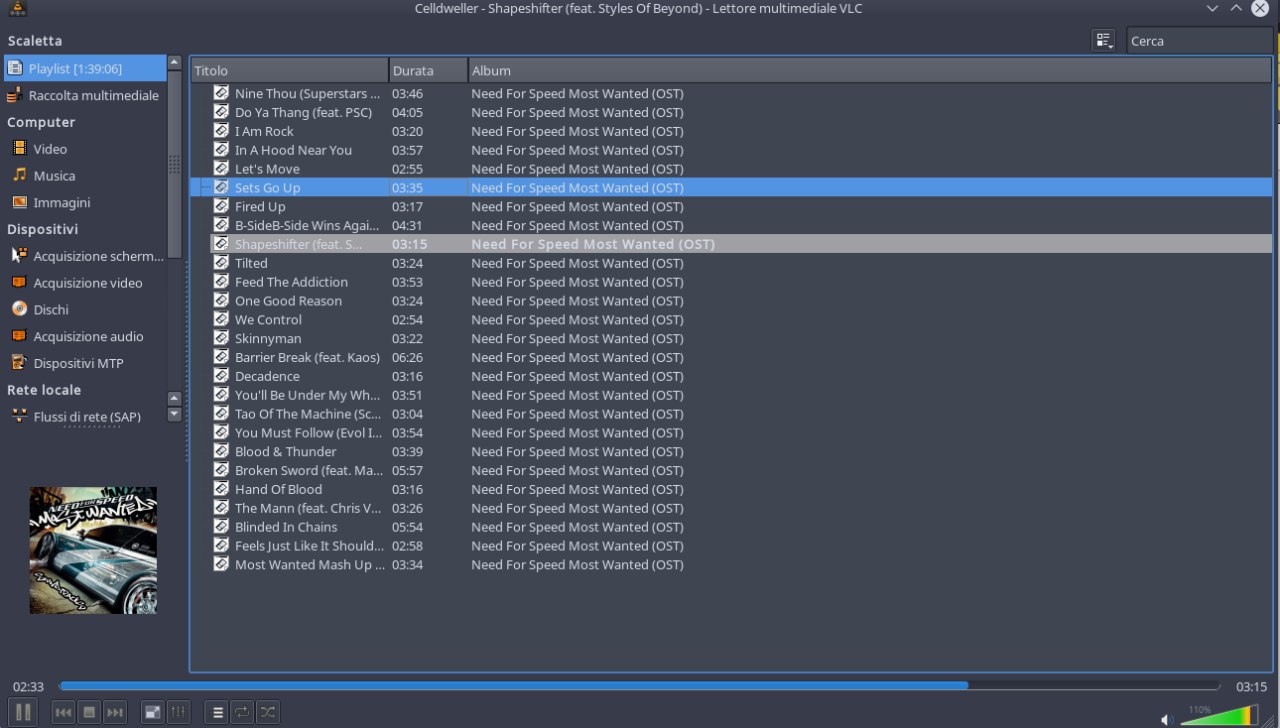 Celldweller - Shapeshifter (feat. Styles Of Beyond) - Lettore multimediale VLC
Scaletta
Cerca
Playlist [1:39:06]
Raccolta multimediale
Computer
Video
Musica
Immagini
Dispositivi
Acquisizione scherm...
Acquisizione video
Dischi
Acquisizione audio
Dispositivi MTP
Rete locale
Flussi di rete (SAP)
NEED FOR SPEED
MOST WANTED
Titolo Durata Album
Nine Thou (Superstars ... 03:46 Need For Speed Most Wanted (OST)
Do Ya Thang (feat. PSC) 04:05 Need For Speed Most Wanted (OST)
I Am Rock 03:20 Need For Speed Most Wanted (OST)
In A Hood Near You 03:57 Need For Speed Most Wanted (OST)
Let's Move 02:55 Need For Speed Most Wanted (OST)
Sets Go Up 03:35 Need For Speed Most Wanted (OST)
Fired Up 03:17 Need For Speed Most Wanted (OST)
B-SideB-Side Wins Agai... 04:31 Need For Speed Most Wanted (OST)
Shapeshifter (feat. S... 03:15 Need For Speed Most Wanted (OST)
Tilted 03:24 Need For Speed Most Wanted (OST)
Feed The Addiction 03:53 Need For Speed Most Wanted (OST)
One Good Reason 03:24 Need For Speed Most Wanted (OST)
We Control 02:54 Need For Speed Most Wanted (OST)
Skinnyman 03:22 Need For Speed Most Wanted (OST)
Barrier Break (feat. Kaos) 06:26 Need For Speed Most Wanted (OST)
Decadence 03:16 Need For Speed Most Wanted (OST)
You'll Be Under My Wh... 03:51 Need For Speed Most Wanted (OST)
Tao Of The Machine (Sc... 03:04 Need For Speed Most Wanted (OST)
You Must Follow (Evol I... 03:54 Need For Speed Most Wanted (OST)
Blood & Thunder 03:39 Need For Speed Most Wanted (OST)
Broken Sword (feat. Ma... 05:57 Need For Speed Most Wanted (OST)
Hand Of Blood 03:16 Need For Speed Most Wanted (OST)
The Mann (feat. Chris V... 03:26 Need For Speed Most Wanted (OST)
Blinded In Chains 05:54 Need For Speed Most Wanted (OST)
Feels Just Like It Should... 02:58 Need For Speed Most Wanted (OST)
Most Wanted Mash Up ... 03:34 Need For Speed Most Wanted (OST)
02:33 03:15
110%